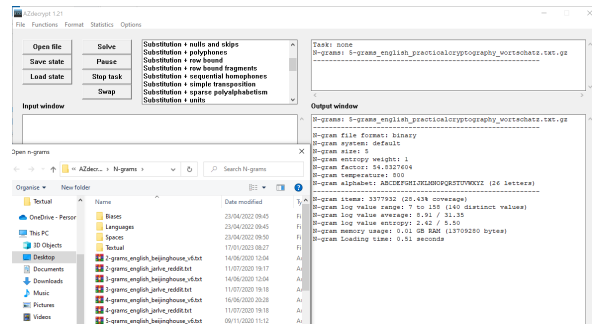 AZdecrypt 1.21
File Functions Format Statistics Options
Open file
Solve
Save state
Pause
Load state
Stop task
Swap
Substitution + nulls and skips
Substitution + polyphones
Substitution + row bound
Substitution + row bound fragments
Substitution + sequential homophones
Substitution + simple transposition
Substitution + sparse polyalphabetism
Substitution + units
Task: none
N-grams: 5-grams_english_practicalcryptography_wortschatz.txt.gz
Input window
Output window
N-grams: 5-grams_english_practicalcryptography_wortschatz.txt.gz
N-gram file format: binary
N-gram system: default
N-gram size: 5
N-gram entropy weight: 1
N-gram factor: 54.8327604
N-gram temperature: 800
N-gram alphabet: ABCDEFGHIJKLMNOPQRSTUVWXYZ (26 letters)
N-gram items: 3377932 (28.43% coverage)
N-gram log value range: 7 to 158 (140 distinct values)
N-gram log value average: 8.91 / 31.35
N-gram log value entropy: 2.42 / 5.50
N-gram memory usage: 0.01 GB RAM (13709280 bytes)
N-gram Loading time: 0.51 seconds
Open n-grams
« AZdecr... › N-grams ›
Search N-grams
Organise New folder
Name Date modified Ty
Textual
OneDrive - Person
This PC
3D Objects
Desktop
Documents
Downloads
Music
Pictures
Videos
Biases 23/04/2022 09:45 Fi
Languages 23/04/2022 09:45 Fi
Spaces 23/04/2022 09:50 Fi
Textual 17/01/2023 08:27 Fi
2-grams_english_beijinghouse_v6.txt 14/06/2020 12:04
2-grams_english_jarlve_reddit.txt 11/07/2020 19:17
3-grams_english_beijinghouse_v6.txt 14/06/2020 12:04
3-grams_english_jarlve_reddit.txt 11/07/2020 19:18
4-grams_english_beijinghouse_v6.txt 16/06/2020 20:28
4-grams_english_jarlve_reddit.txt 11/07/2020 19:18
5-grams_english_beijinghouse_v6.txt 09/11/2020 11:12